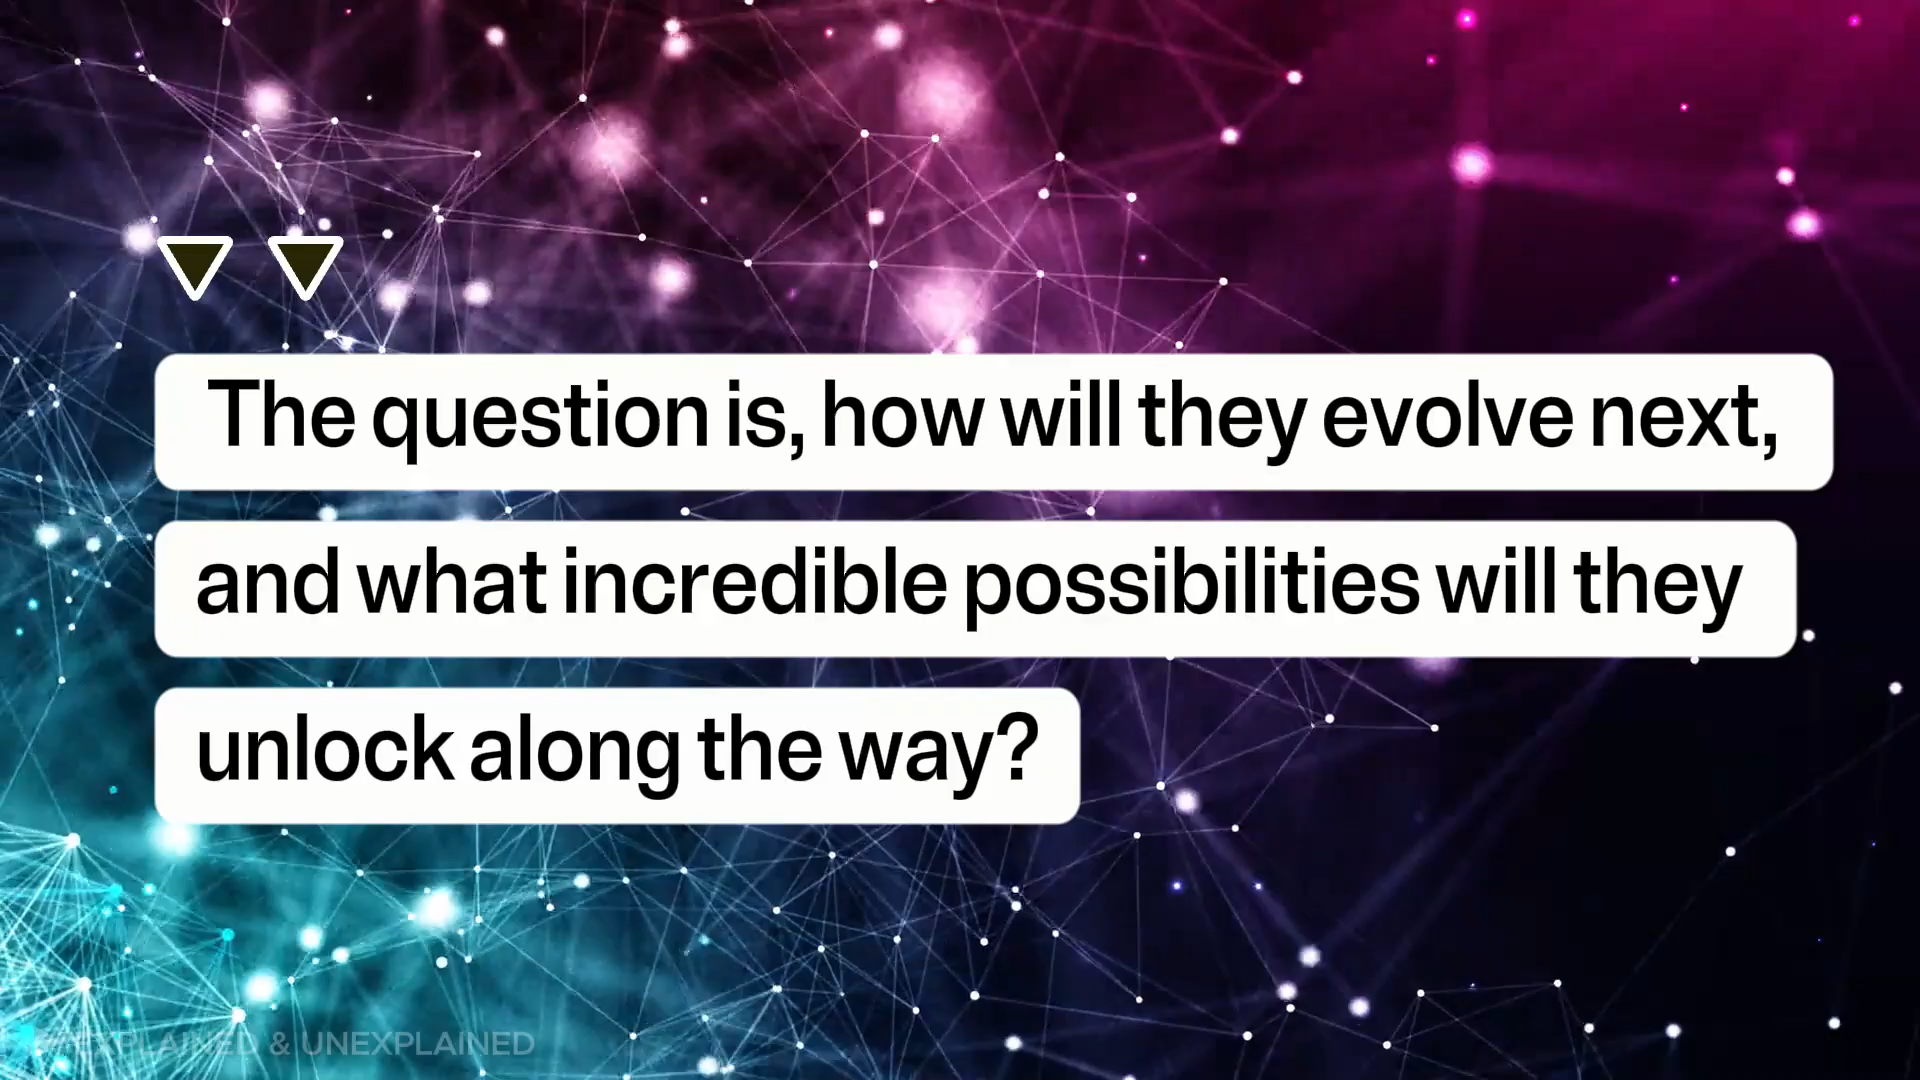 The question is, how will they evolve next,
and what incredible possibilities will they
unlock along the way?
EXPLAINED & UNEXPLAINED